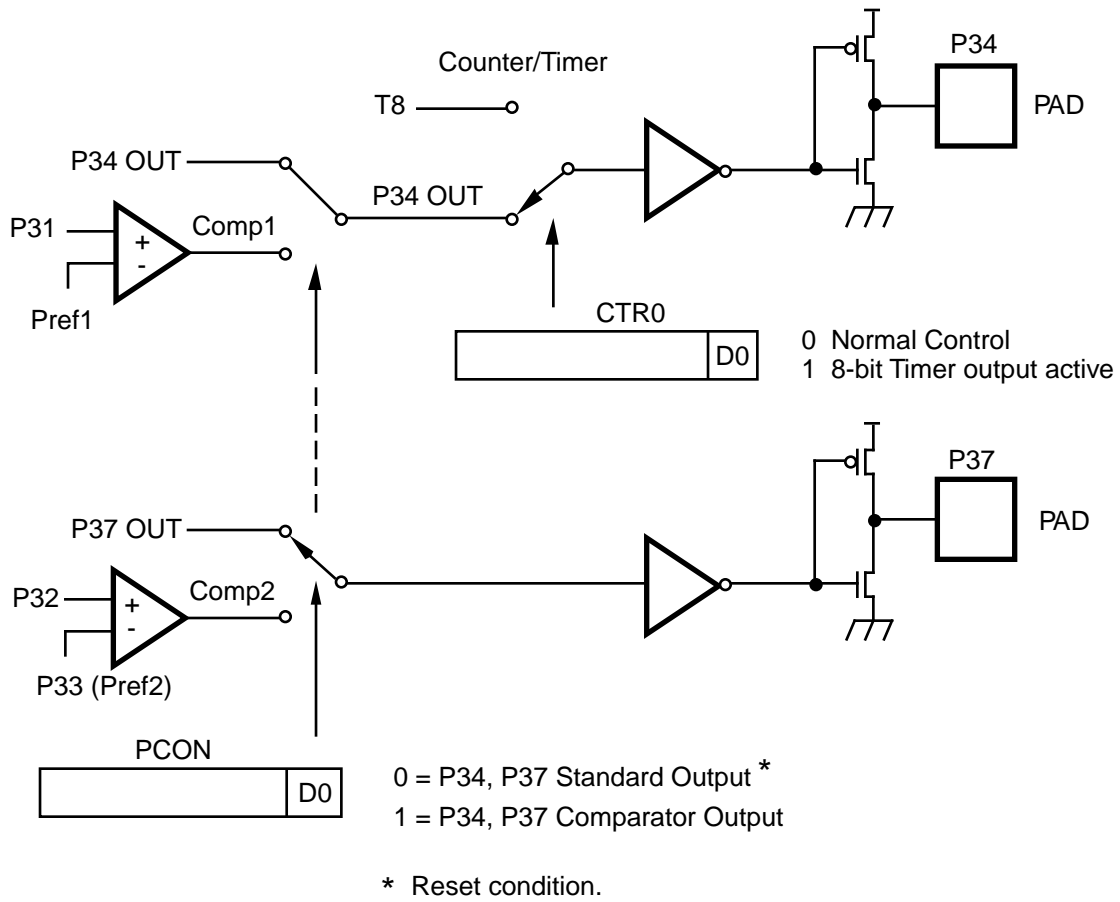 P34
Counter/Timer
T8
PAD
P34 OUT
P34 OUT
P31
+
-
Comp1
Pref1
CTR0
D0
0 Normal Control
1 8-bit Timer output active
P37
P37 OUT
PAD
P32
+
-
Comp2
P33 (Pref2)
PCON
D0
0 = P34, P37 Standard Output *
1 = P34, P37 Comparator Output
* Reset condition.